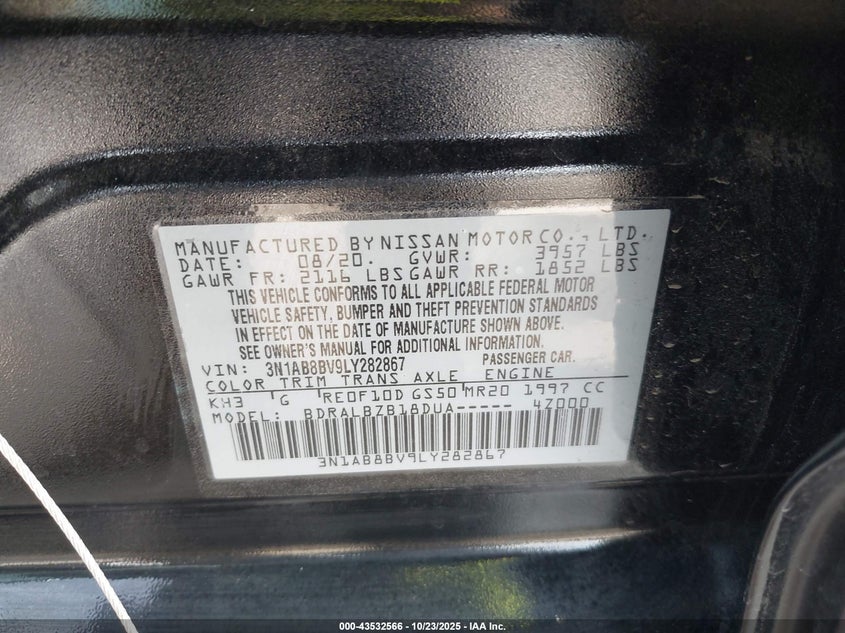 MANUFACTURED BY NISSAN MOTOR CO., LTD.
DATE: 08/20. GVWR: 3957 LBS
GAWR FR: 2116 LBS GAWR RR: 1852 LBS
THIS VEHICLE CONFORMS TO ALL APPLICABLE FEDERAL MOTOR
VEHICLE SAFETY, BUMPER AND THEFT PREVENTION STANDARDS
IN EFFECT ON THE DATE OF MANUFACTURE SHOWN ABOVE.
SEE OWNER'S MANUAL FOR ADDITIONAL INFORMATION.
VIN: 3N1AB8BV9LY282867 PASSENGER CAR.
COLOR TRIM TRANS AXLE ENGINE
KH3 G RE0F10D GS50 MR20 1997 CC
MODEL: BDRALBZB18DUA----- 4Z000
3N1AB8BV9LY282867
000-43532566 - 10/23/2025 - IAA Inc.